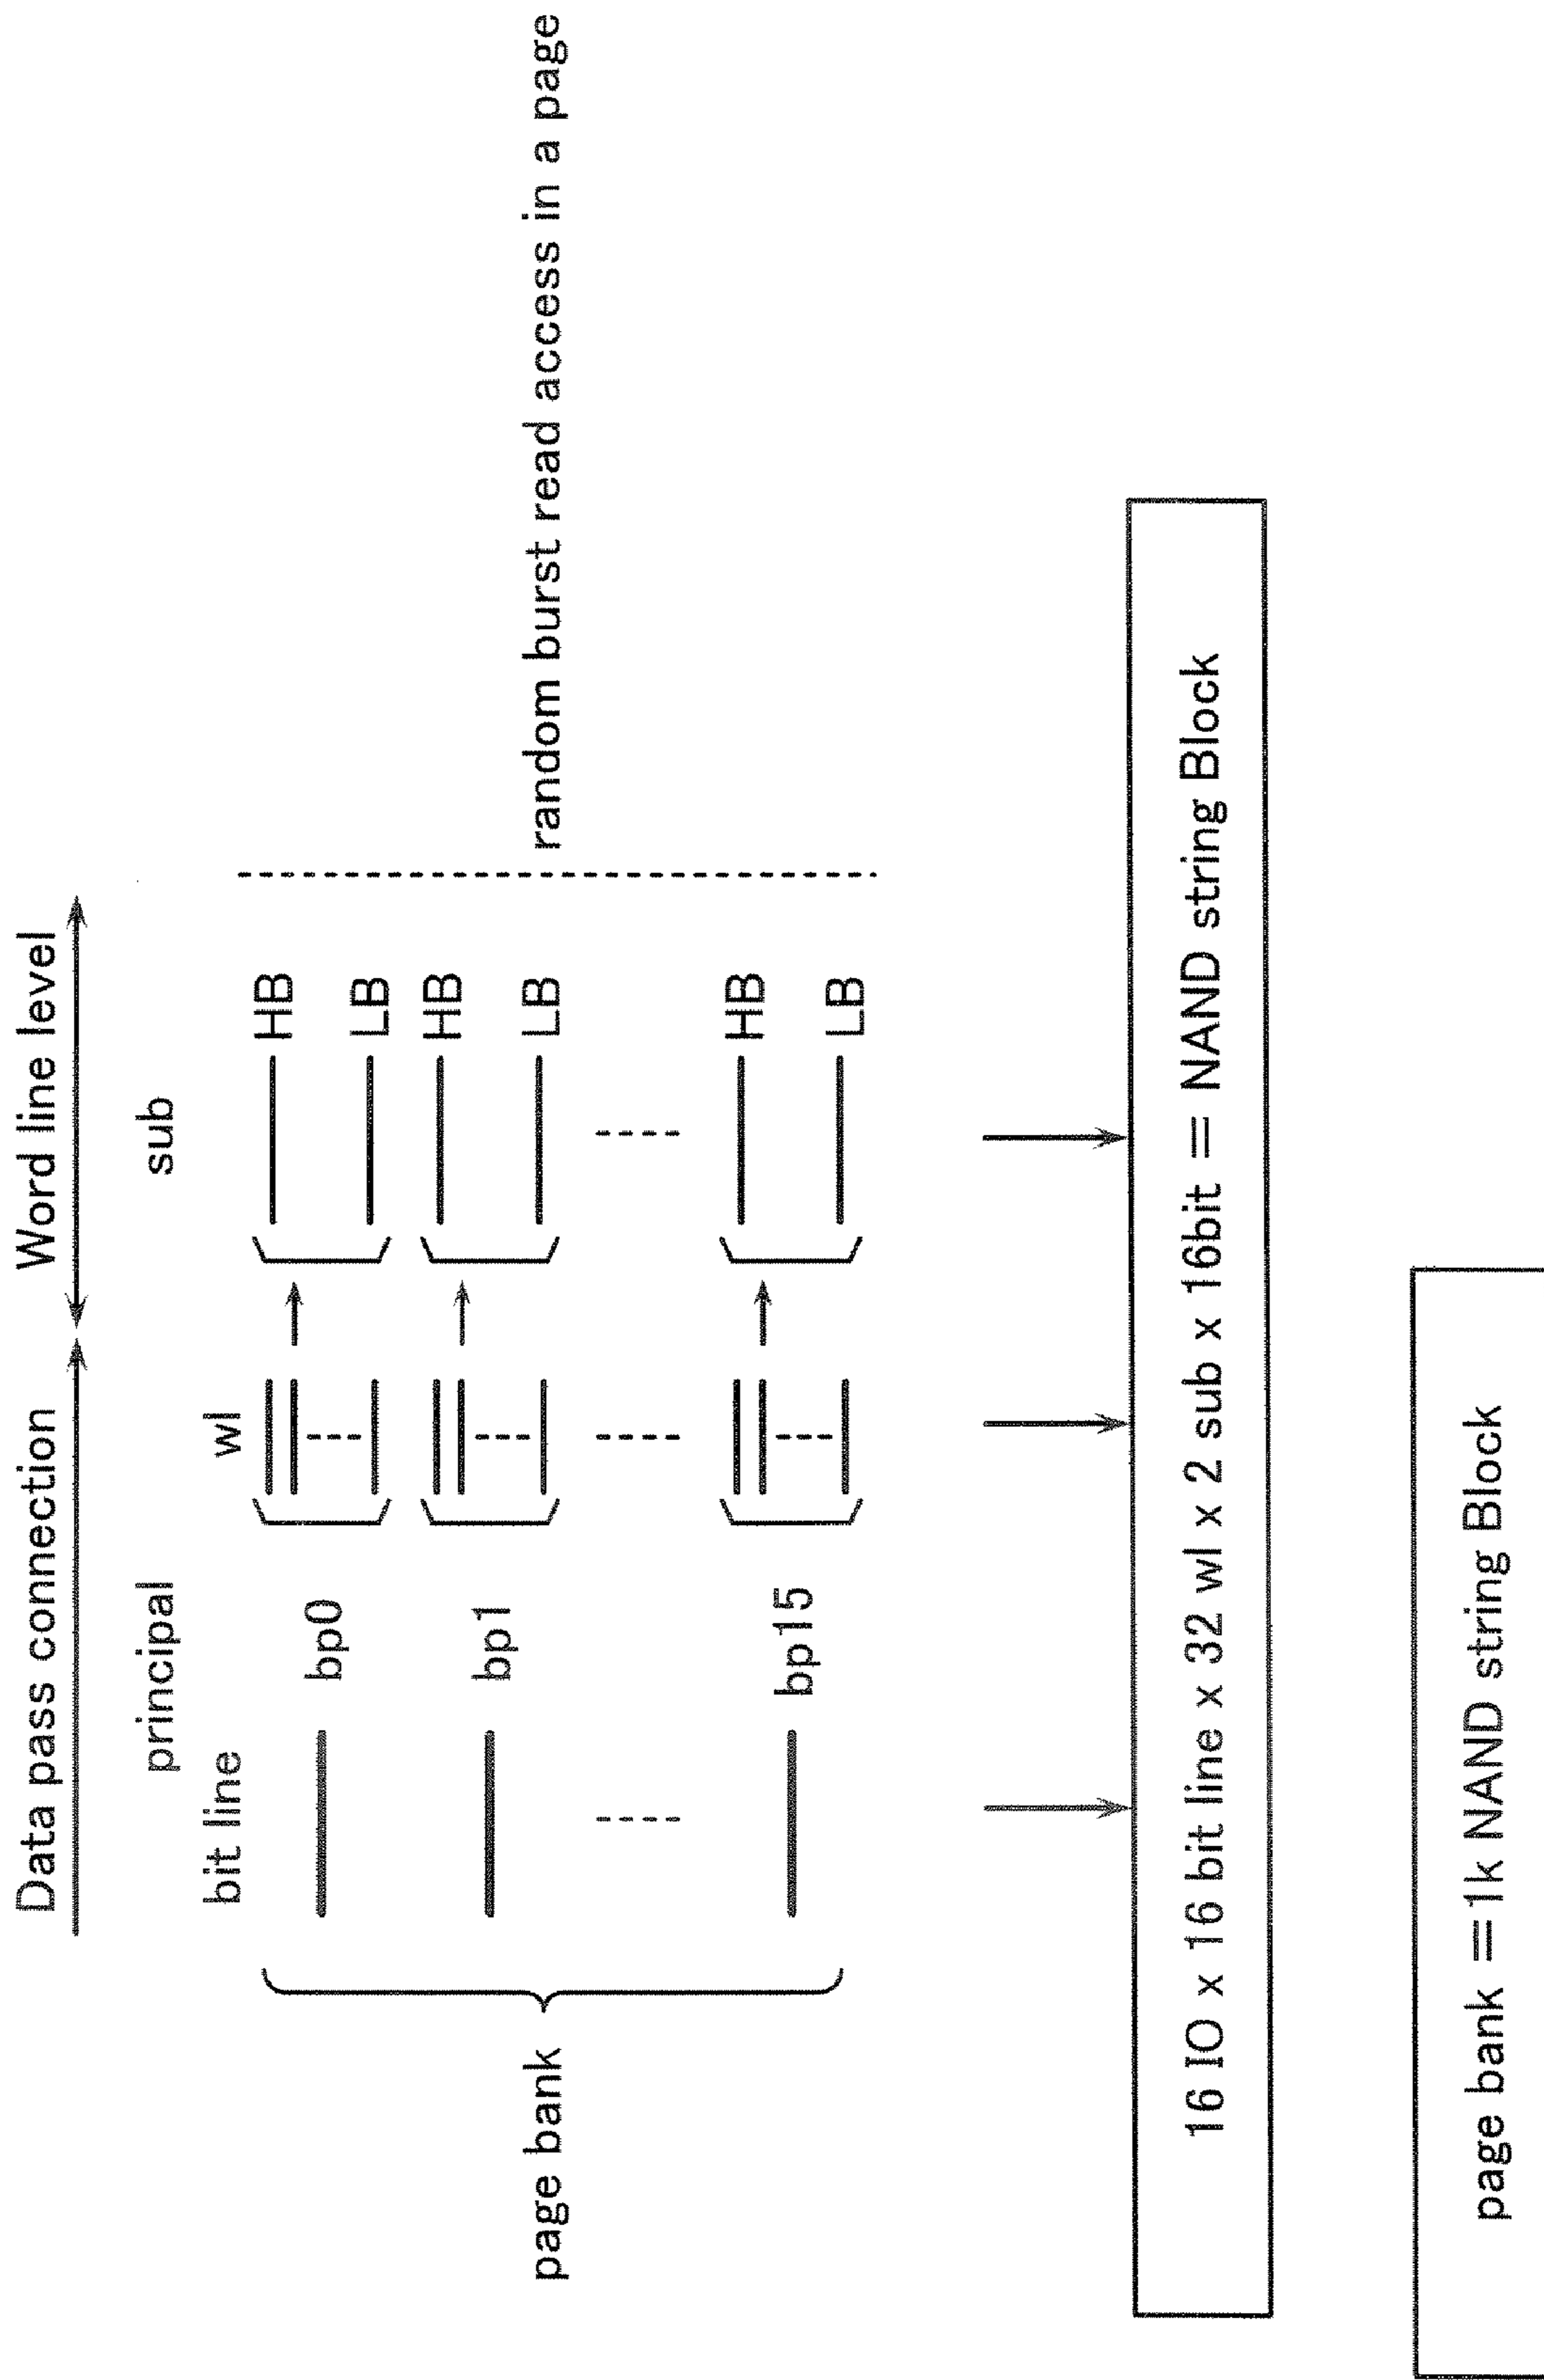 Data pass connection
Word line level
principal
sub
bit line
wl
bp0
HB
LB
bp1
HB
LB
bp15
HB
LB
page bank
random burst read access in a page
16 IO x 16 bit line x 32 wl x 2 sub x 16bit = NAND string Block
page bank =1k NAND string Block